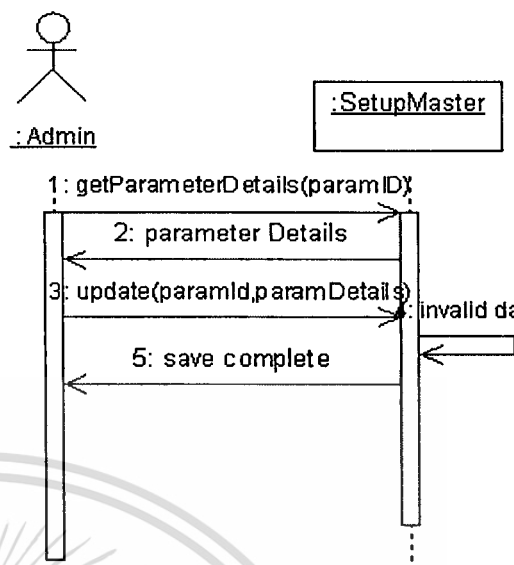 :SetupMaster
: Admin
1: getParameterDetails(paramID)
2: parameter Details
3: update(paramId,paramDetails)
: invalid da
5: save complete